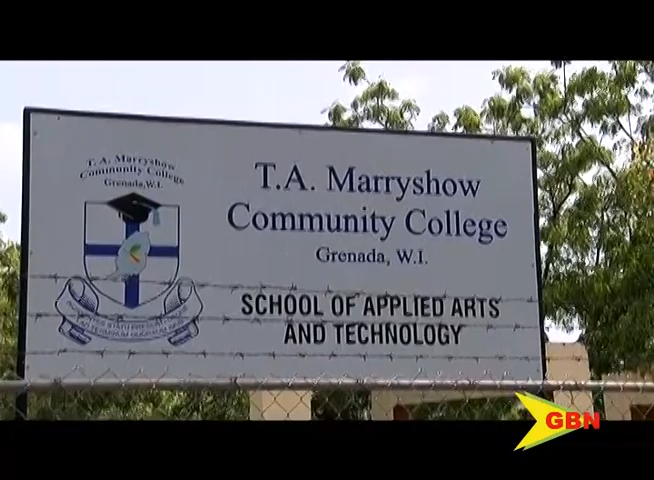 T.A. Marryshow
Community College
Grenada, W.I.
T.A. Marryshow
Community College
Grenada, W.I.
SCHOOL OF APPLIED ARTS
AND TECHNOLOGY
GBN